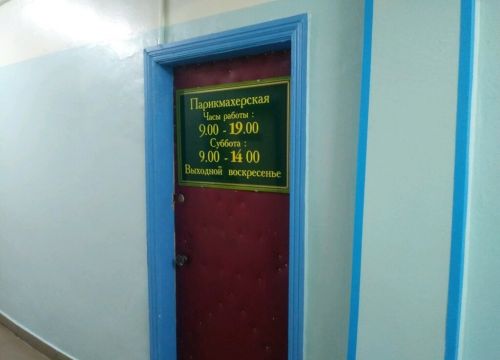 Парикмахерская
Часы работы :
9.00 - 19.00
Суббота :
9.00 - 14 00
Выходной воскресенье